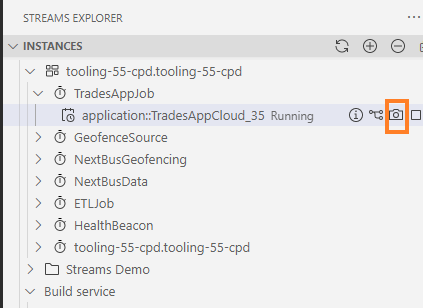 STREAMS EXPLORER
INSTANCES
tooling-55-cpd.tooling-55-cpd
TradesAppJob
application::TradesAppCloud_35 Running
GeofenceSource
NextBusGeofencing
NextBusData
ETLJob
HealthBeacon
tooling-55-cpd.tooling-55-cpd
Streams Demo
Build service